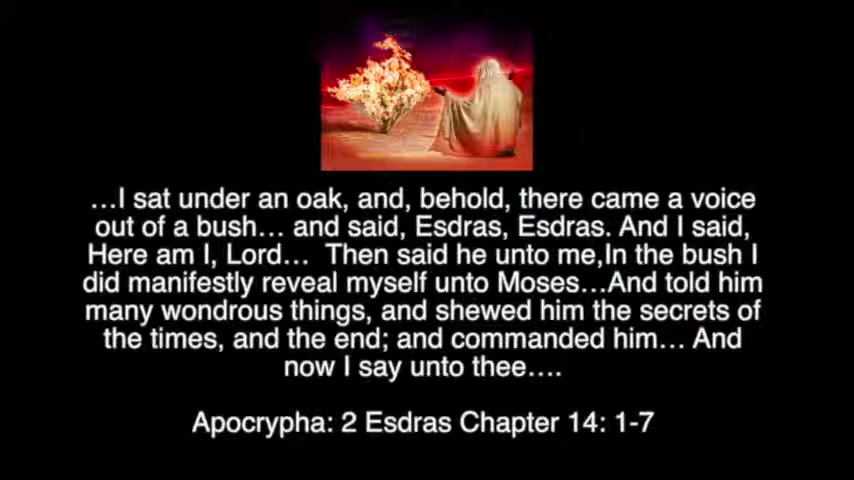 …I sat under an oak, and, behold, there came a voice
out of a bush… and said, Esdras, Esdras. And I said,
Here am I, Lord… Then said he unto me,In the bush I
did manifestly reveal myself unto Moses…And told him
many wondrous things, and shewed him the secrets of
the times, and the end; and commanded him… And
now I say unto thee….
Apocrypha: 2 Esdras Chapter 14: 1-7